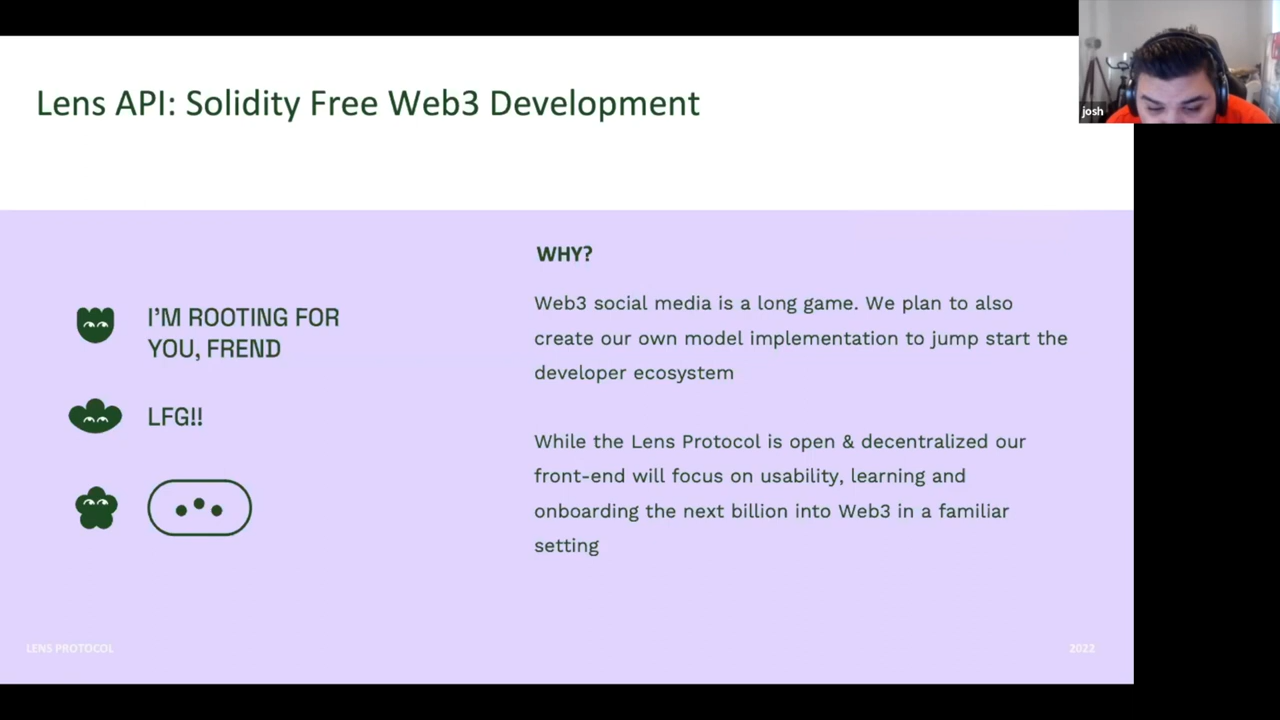 Lens API: Solidity Free Web3 Development
josh
I'M ROOTING FOR
YOU, FREND
LFG!!
WHY?
Web3 social media is a long game. We plan to also
create our own model implementation to jump start the
developer ecosystem
While the Lens Protocol is open & decentralized our
front-end will focus on usability, learning and
onboarding the next billion into Web3 in a familiar
setting
LENS PROTOCOL
2022